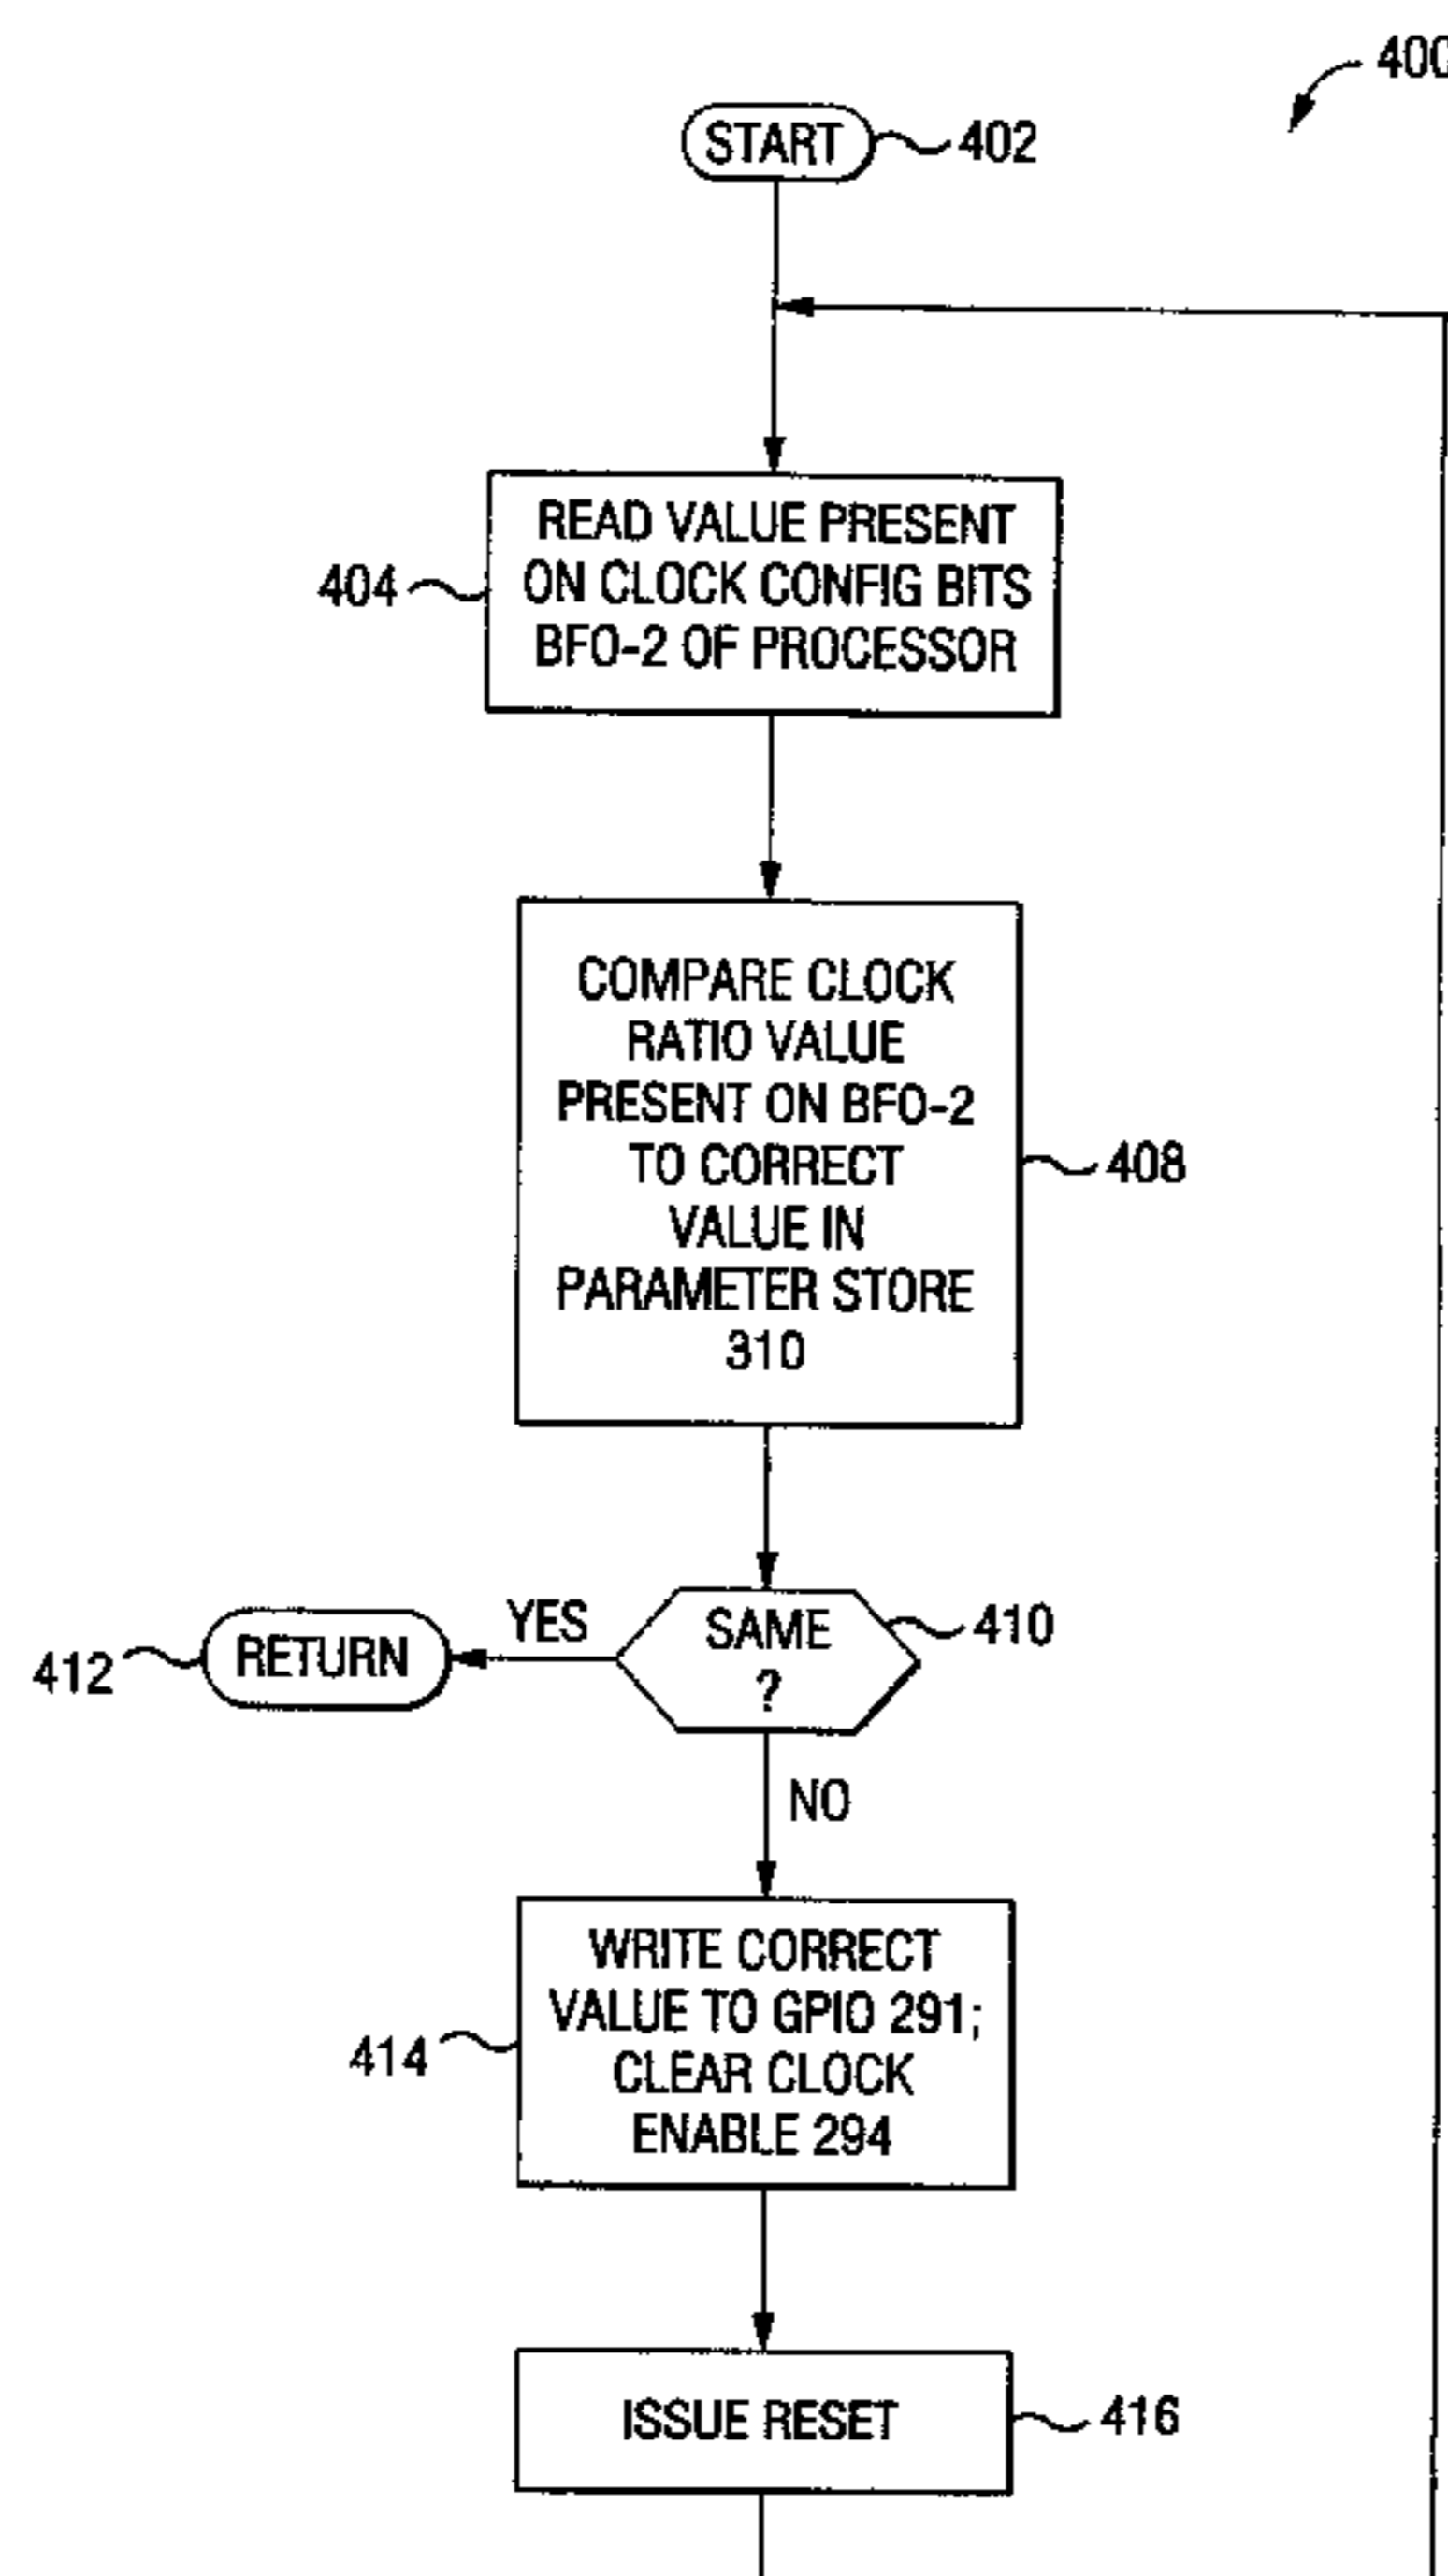 400
START
402
READ VALUE PRESENT
ON CLOCK CONFIG BITS
BFO-2 OF PROCESSOR
404
COMPARE CLOCK
RATIO VALUE
PRESENT ON BFO-2
TO CORRECT
VALUE IN
PARAMETER STORE
310
408
SAME
?
410
YES
RETURN
412
NO
WRITE CORRECT
VALUE TO GPIO 291;
CLEAR CLOCK
ENABLE 294
414
ISSUE RESET
416